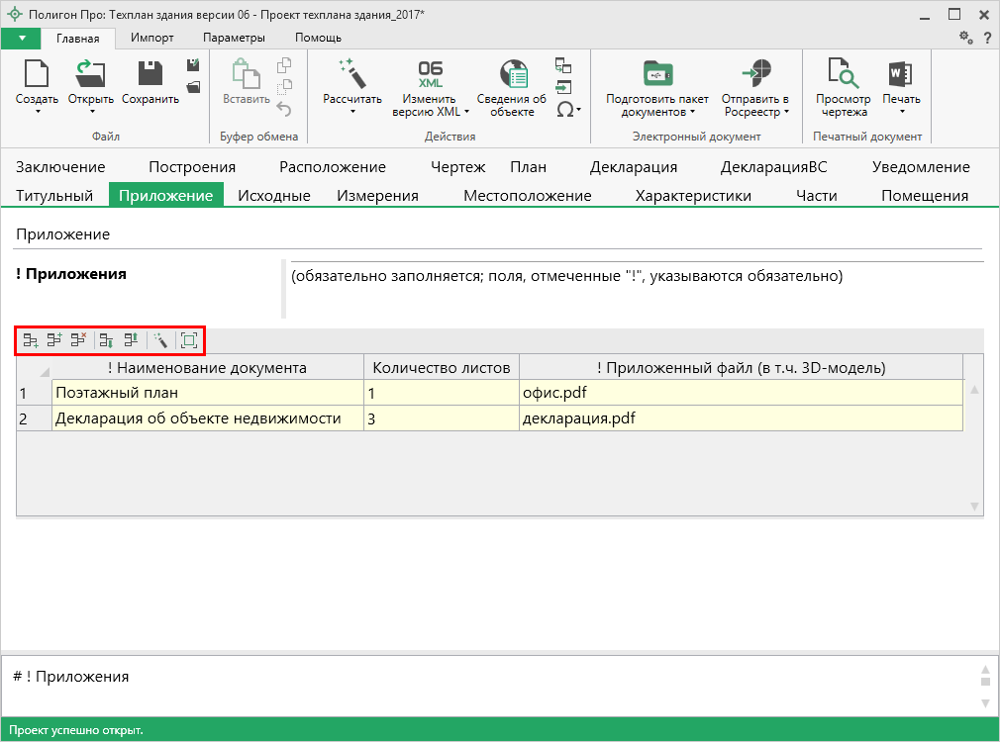 Полигон Про: Техплан здания версии 06 - Проект техплана здания_2017*
Главная Импорт Параметры Помощь
?
Создать Открыть Сохранить
Файл
Вставить
Буфер обмена
Рассчитать
06 XML
Изменить версию XML
Сведения об объекте
Ω
Действия
Подготовить пакет документов
Отправить в Росреестр
Электронный документ
Просмотр чертежа
W
Печать
Печатный документ
Заключение Построения Расположение Чертеж План Декларация ДекларацияВС Уведомление
Титульный Приложение Исходные Измерения Местоположение Характеристики Части Помещения
Приложение
! Приложения
(обязательно заполняется; поля, отмеченные "!", указываются обязательно)
! Наименование документа Количество листов ! Приложенный файл (в т.ч. 3D-модель)
1 Поэтажный план 1 офис.pdf
2 Декларация об объекте недвижимости 3 декларация.pdf
# ! Приложения
Проект успешно открыт.